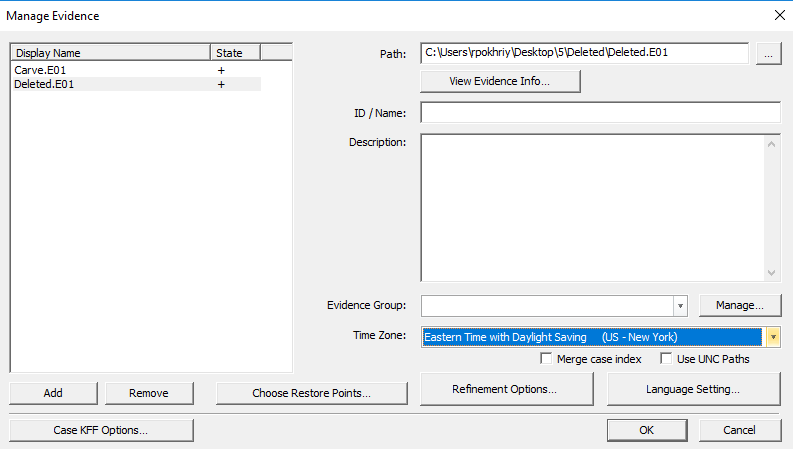 Manage Evidence
Display Name State
Carve.E01 +
Deleted.E01 +
Path: C:\Users\rpokhriy\Desktop\5\Deleted\Deleted.E01 ...
View Evidence Info...
ID / Name:
Description:
Evidence Group: Manage...
Time Zone: Eastern Time with Daylight Saving (US - New York)
Merge case index Use UNC Paths
Add Remove Choose Restore Points... Refinement Options... Language Setting...
Case KFF Options... OK Cancel